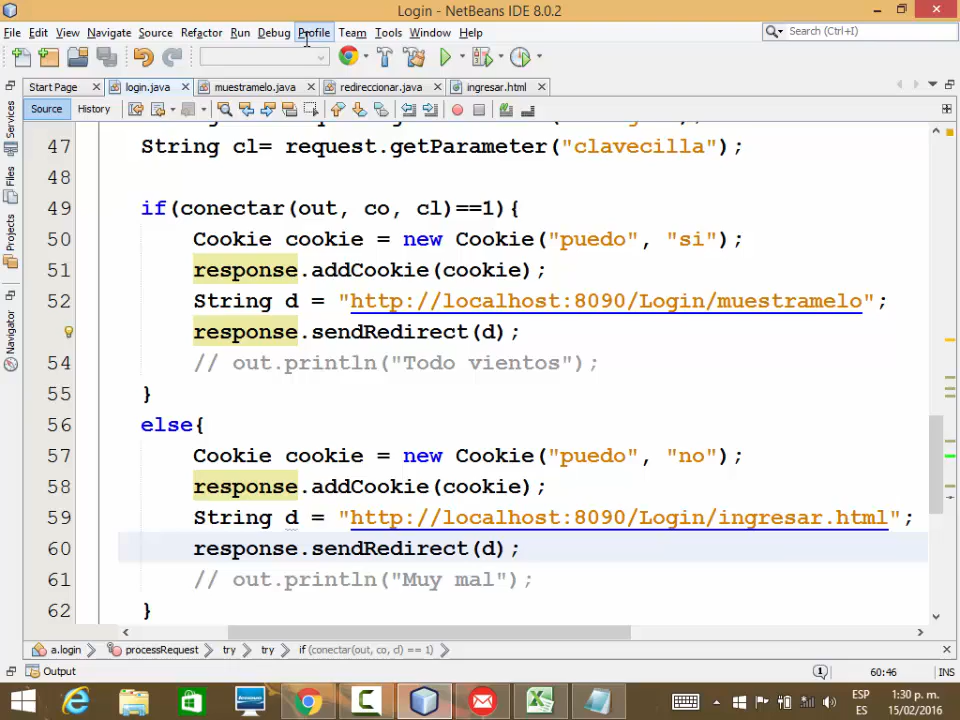 Login - NetBeans IDE 8.0.2
File Edit View Navigate Source Refactor Run Debug Profile Team Tools Window Help
Search (Ctrl+I)
Start Page login.java muestramelo.java redireccionar.java ingresar.html
Source History
Services
Files
Projects
Navigator
47 String cl= request.getParameter("clavecilla");
48
49 if(conectar(out, co, cl)==1){
50 Cookie cookie = new Cookie("puedo", "si");
51 response.addCookie(cookie);
52 String d = "http://localhost:8090/Login/muestramelo";
response.sendRedirect(d);
54 // out.println("Todo vientos");
55 }
56 else{
57 Cookie cookie = new Cookie("puedo", "no");
58 response.addCookie(cookie);
59 String d = "http://localhost:8090/Login/ingresar.html";
60 response.sendRedirect(d);
61 // out.println("Muy mal");
62 }
a.login processRequest try try if (conectar(out, co, cl) == 1)
Output
60:46 INS
ESP 1:30 p. m.
ES 15/02/2016